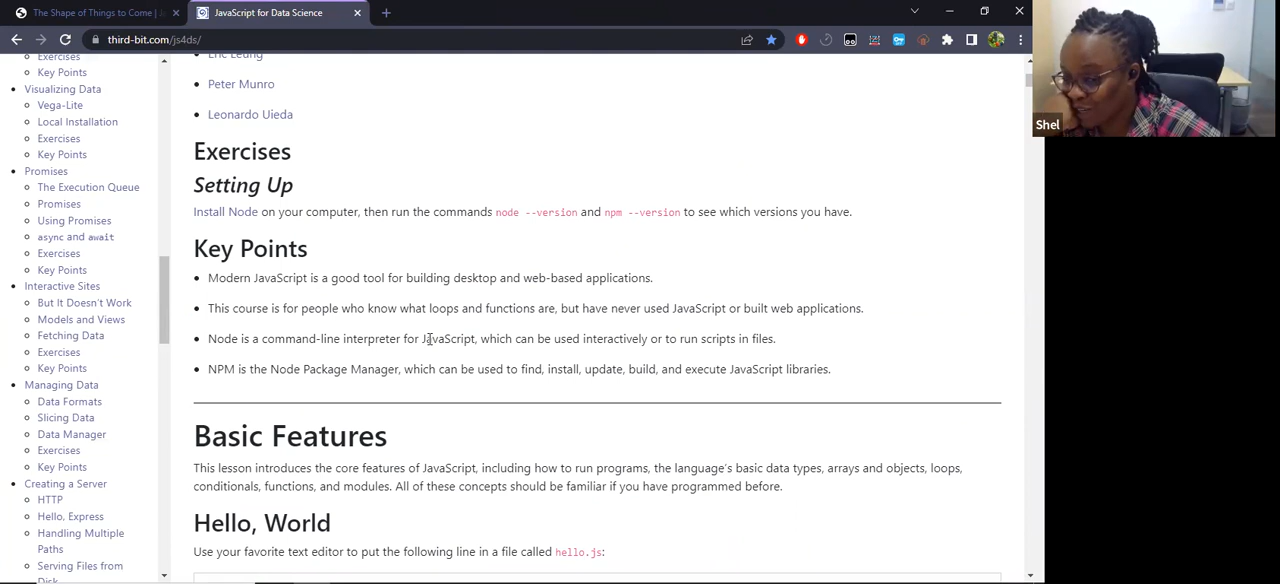 The Shape of Things to Come |
JavaScript for Data Science
third-bit.com/js4ds/
Exercises
Key Points
Visualizing Data
Vega-Lite
Local Installation
Exercises
Key Points
Promises
The Execution Queue
Promises
Using Promises
async and await
Exercises
Key Points
Interactive Sites
But It Doesn't Work
Models and Views
Fetching Data
Exercises
Key Points
Managing Data
Data Formats
Slicing Data
Data Manager
Exercises
Key Points
Creating a Server
HTTP
Hello, Express
Handling Multiple
Paths
Serving Files from
Disk
Eric Leung
Peter Munro
Leonardo Uieda
Exercises
Setting Up
Install Node on your computer, then run the commands node --version and npm --version to see which versions you have.
Key Points
Modern JavaScript is a good tool for building desktop and web-based applications.
This course is for people who know what loops and functions are, but have never used JavaScript or built web applications.
Node is a command-line interpreter for JavaScript, which can be used interactively or to run scripts in files.
NPM is the Node Package Manager, which can be used to find, install, update, build, and execute JavaScript libraries.
Basic Features
This lesson introduces the core features of JavaScript, including how to run programs, the language's basic data types, arrays and objects, loops,
conditionals, functions, and modules. All of these concepts should be familiar if you have programmed before.
Hello, World
Use your favorite text editor to put the following line in a file called hello.js:
Shel